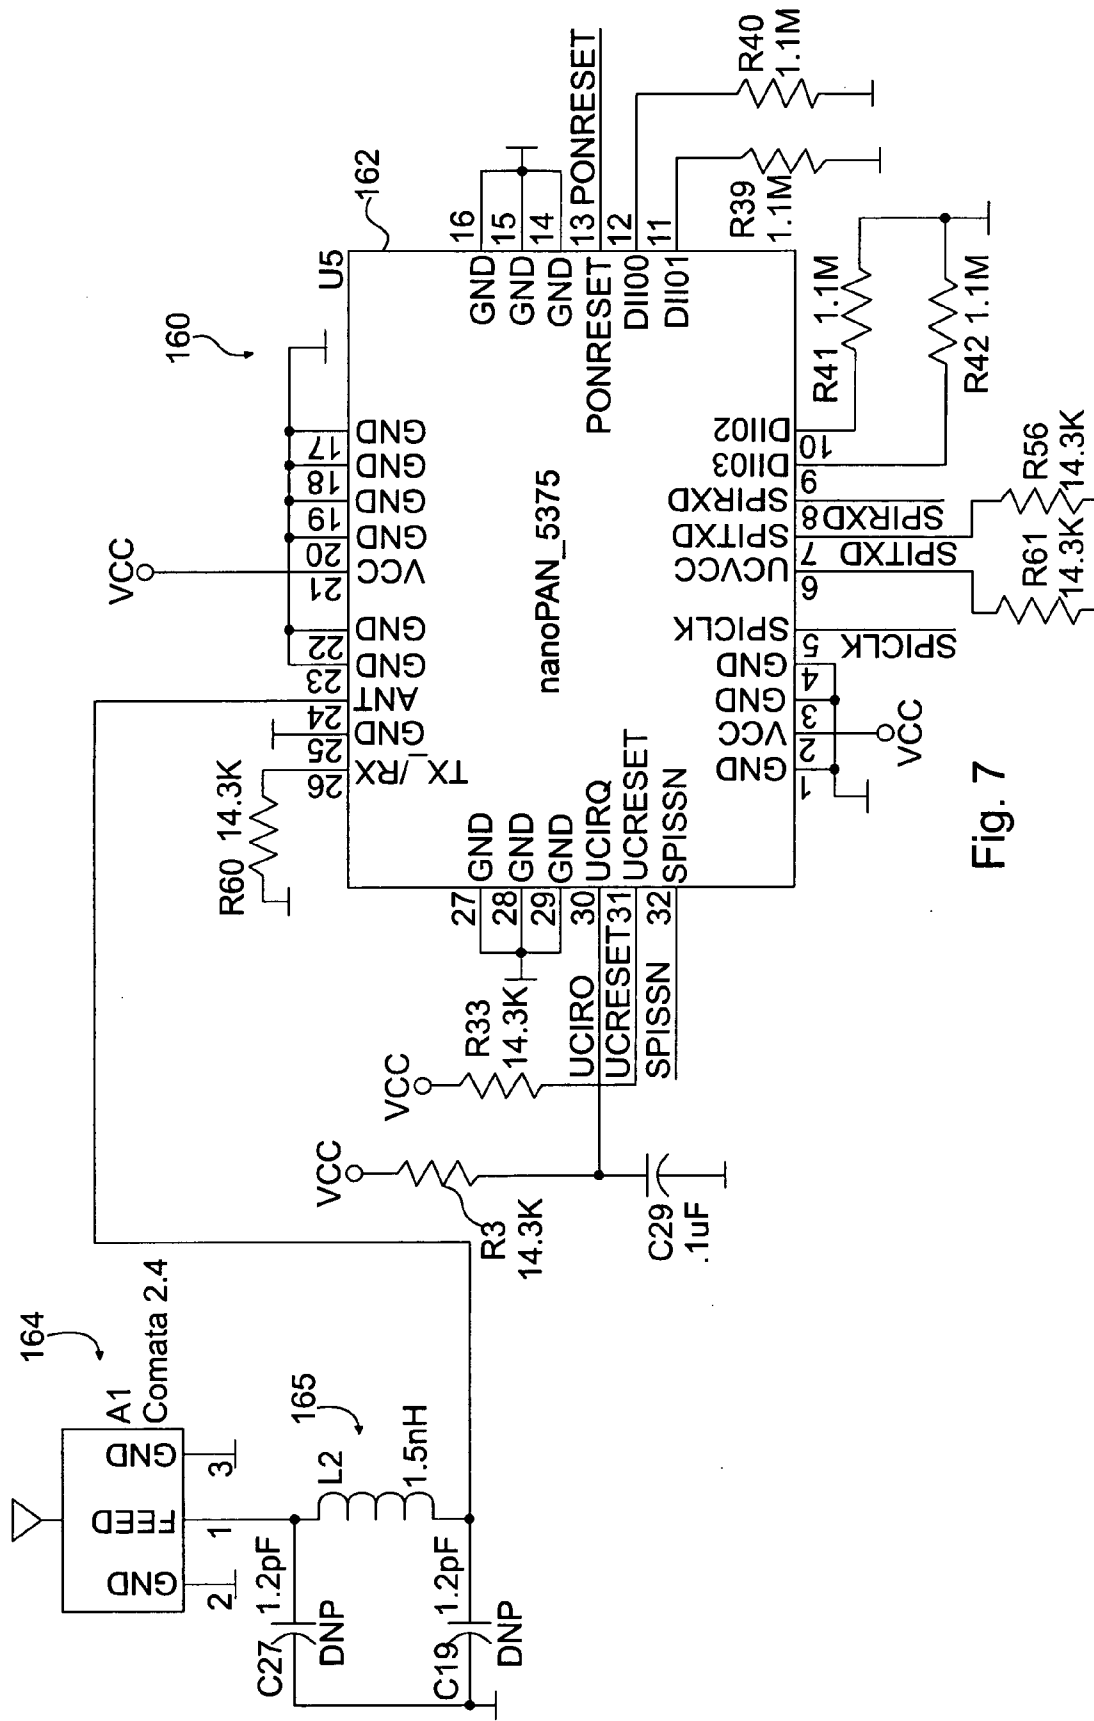 164
A1
Comata 2.4
GND
FEED
GND
2
1
3
C27
1.2pF
DNP
L2
1.5nH
165
C19
1.2pF
DNP
R60 14.3K
VCC
160
U5
162
26
25
24
23
22
21
20
19
18
17
TX_/RX
GND
ANT
GND
GND
VCC
GND
GND
GND
GND
27
28
29
30
31
32
GND
GND
GND
UCIRQ
UCRESET
SPISSN
UCIRO
UCRESET
SPISSN
VCC
R33
14.3K
VCC
R3
14.3K
C29
.1uF
nanoPAN_5375
16
15
14
13
12
11
GND
GND
GND
PONRESET
DII00
DII01
PONRESET
R40
1.1M
R39
1.1M
GND
VCC
GND
GND
SPICLK
UCVCC
SPITXD
SPIRXD
DII03
DII02
1
2
3
4
5
6
7
8
9
10
VCC
SPICLK
SPITXD
SPIRXD
R41 1.1M
R42 1.1M
R61
14.3K
R56
14.3K
Fig. 7